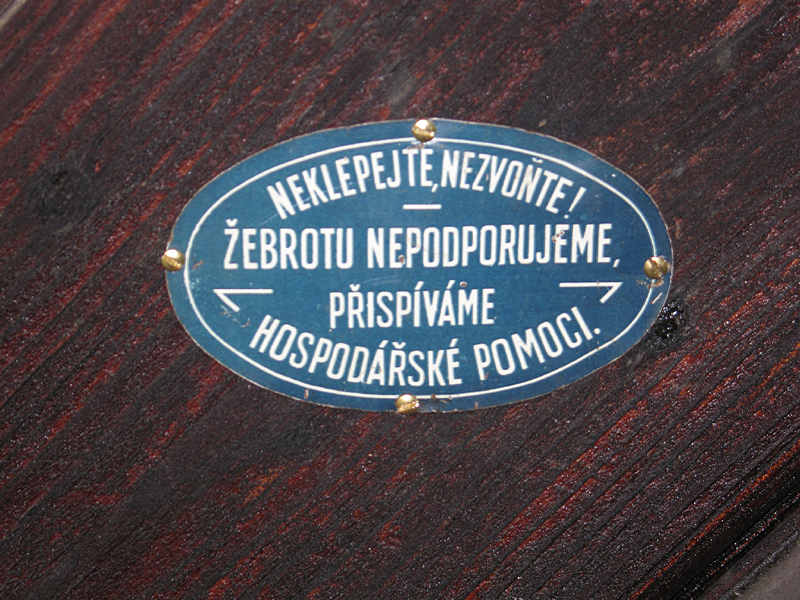 NEKLEPEJTE, NEZVOŇTE!
ŽEBROTU NEPODPORUJEME,
PŘISPÍVÁME
HOSPODÁŘSKÉ POMOCI.